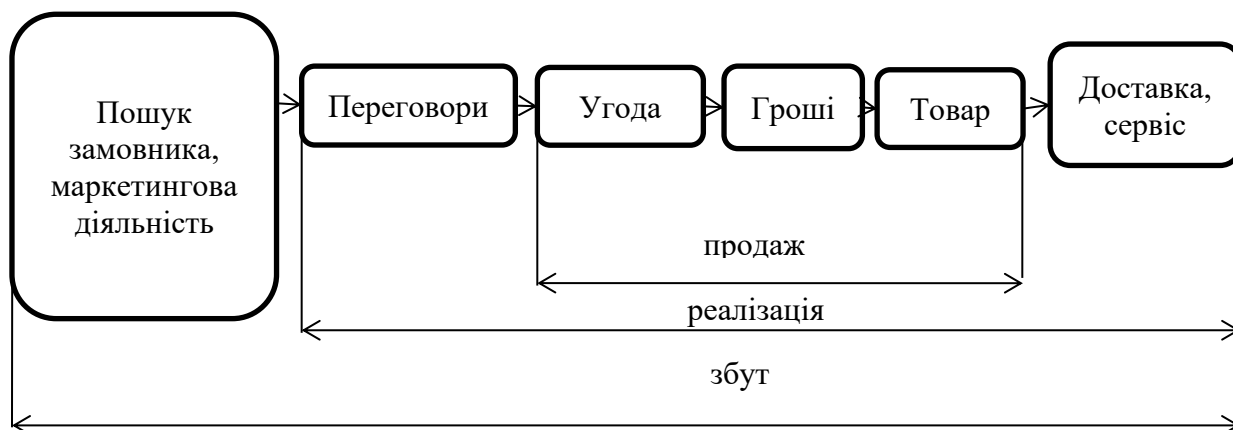 Пошук
замовника,
маркетингова
діяльність
Переговори
Угода
Гроші
Товар
Доставка,
сервіс
продаж
реалізація
збут